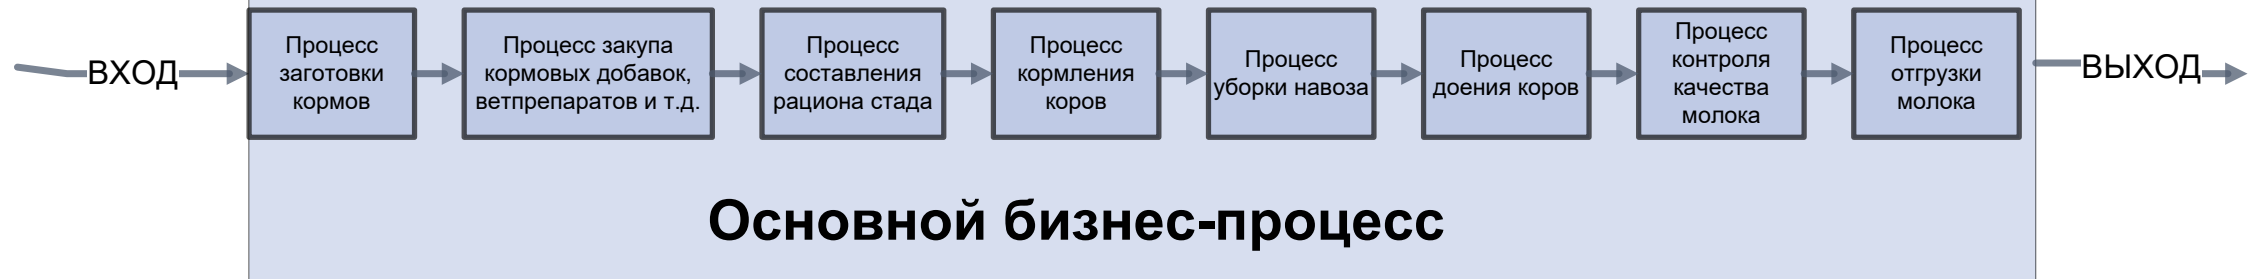 ВХОД
Процесс
заготовки
кормов
Процесс закупа
кормовых добавок,
ветпрепаратов и т.д.
Процесс
составления
рациона стада
Процесс
кормления
коров
Процесс
уборки навоза
Процесс
доения коров
Процесс
контроля
качества
молока
Процесс
отгрузки
молока
ВЫХОД
Основной бизнес-процесс